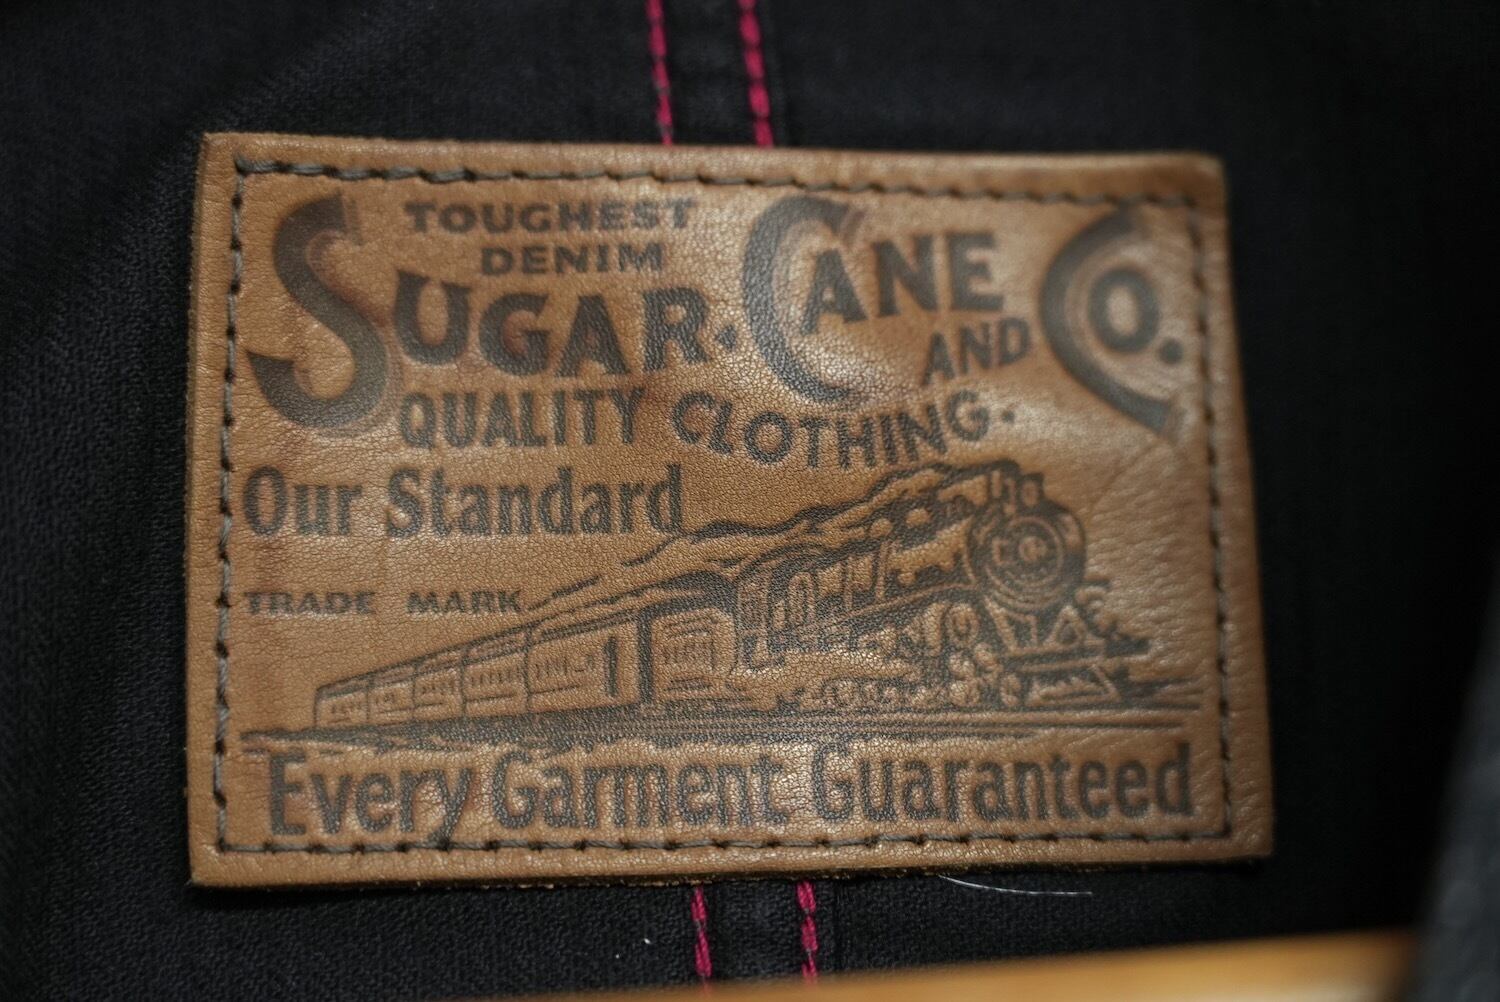 TOUGHEST
DENIM
SUGAR. CANE CO.
AND
QUALITY CLOTHING.
Our Standard
TRADE MARK
Every Garment Guaranteed